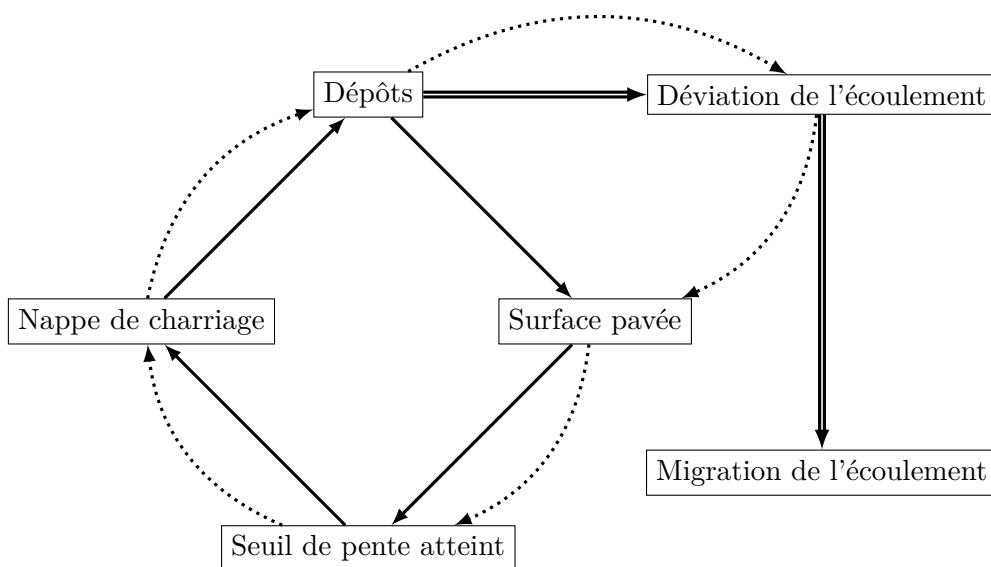 Dépôts
Déviation de l'écoulement
Nappe de charriage
Surface pavée
Migration de l'écoulement
Seuil de pente atteint